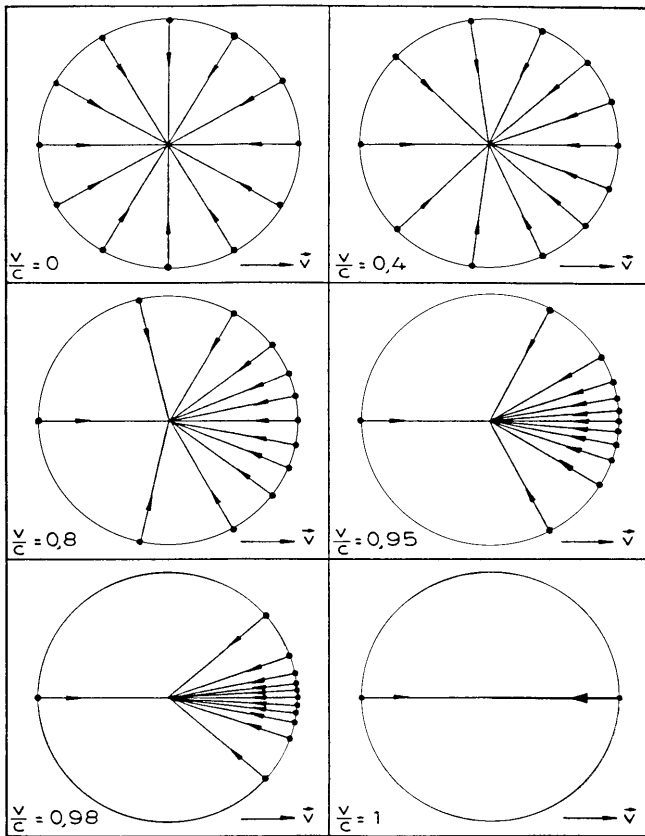 v/c = 0 v⃗
v/c = 0,4 v⃗
v/c = 0,8 v⃗
v/c = 0,95 v⃗
v/c = 0,98 v⃗
v/c = 1 v⃗